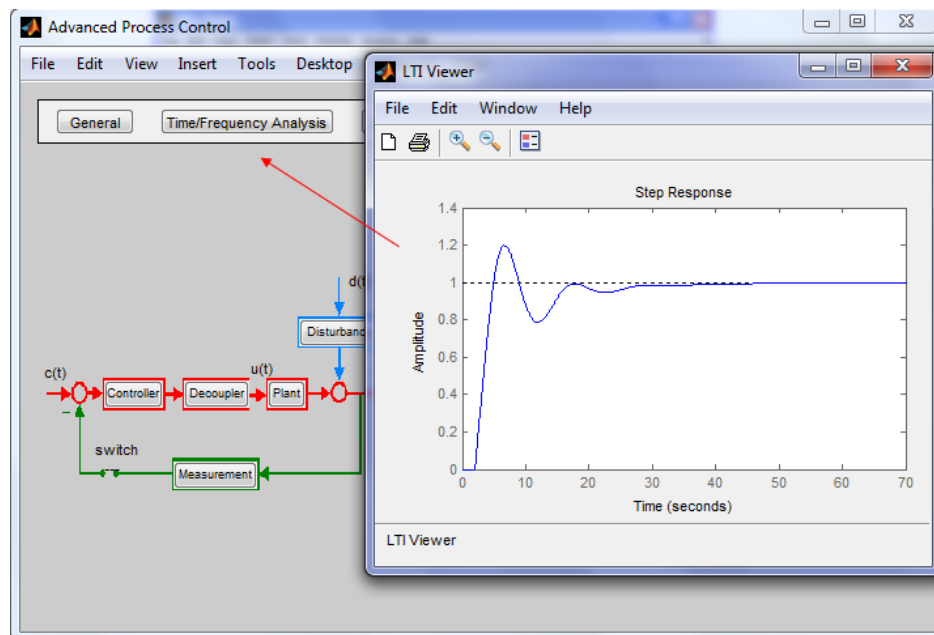 Advanced Process Control
File Edit View Insert Tools Desktop
LTI Viewer
File Edit Window Help
General Time/Frequency Analysis
Step Response
1.4
1.2
1
0.8
0.6
0.4
0.2
0
Amplitude
0 10 20 30 40 50 60 70
Time (seconds)
LTI Viewer
d(t
Disturbanc
c(t)
u(t)
Controller Decoupler Plant
−
switch
Measurement